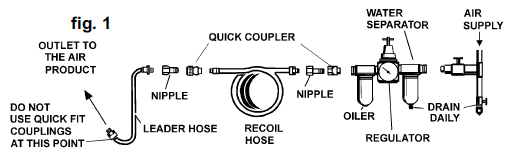 fig. 1
OUTLET TO
THE AIR
PRODUCT
QUICK COUPLER
WATER
SEPARATOR
AIR
SUPPLY
NIPPLE
NIPPLE
DO NOT
USE QUICK FIT
COUPLINGS
AT THIS POINT
LEADER HOSE
RECOIL
HOSE
OILER
REGULATOR
DRAIN
DAILY